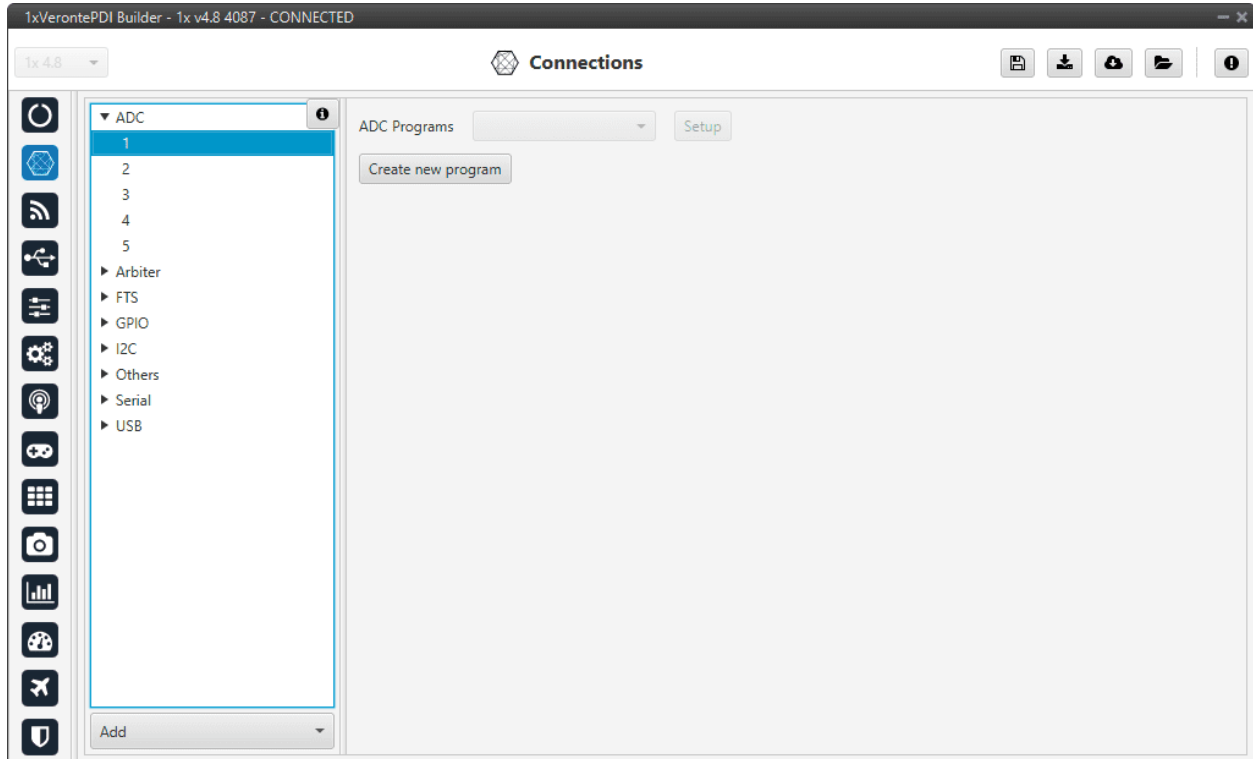 1xVerontePDI Builder - 1x v4.8 4087 - CONNECTED
1x 4.8
Connections
ADC
1
2
3
4
5
Arbiter
FTS
GPIO
I2C
Others
Serial
USB
Add
ADC Programs
Setup
Create new program